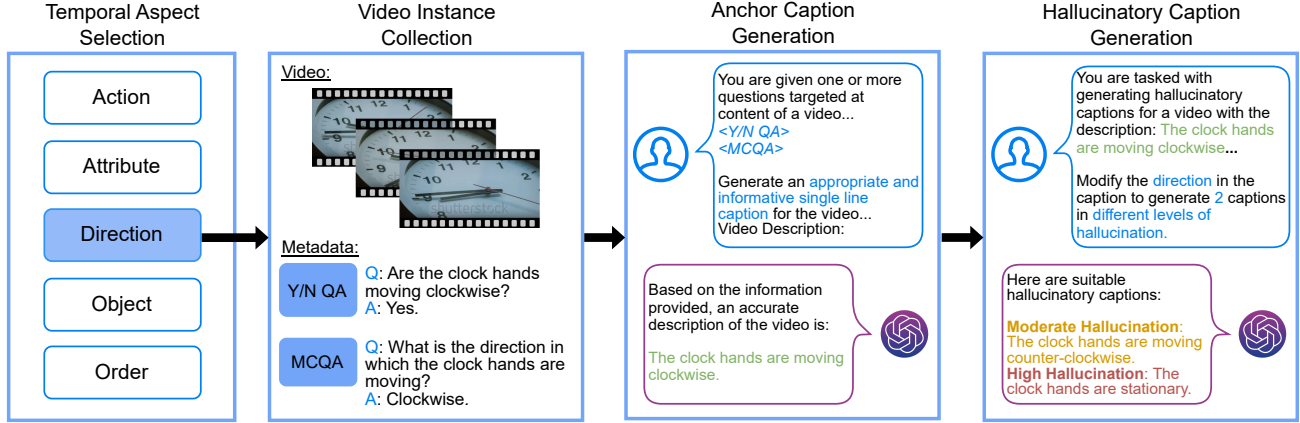 Temporal Aspect
Selection
Action
Attribute
Direction
Object
Order
Video Instance
Collection
Video:
shutterstock
Metadata:
Y/N QA
Q: Are the clock hands
moving clockwise?
A: Yes.
MCQA
Q: What is the direction in
which the clock hands are
moving?
A: Clockwise.
Anchor Caption
Generation
You are given one or more
questions targeted at
content of a video...
<Y/N QA>
<MCQA>
Generate an appropriate and
informative single line
caption for the video...
Video Description:
Based on the information
provided, an accurate
description of the video is:
The clock hands are moving
clockwise.
Hallucinatory Caption
Generation
You are tasked with
generating hallucinatory
captions for a video with the
description: The clock hands
are moving clockwise...
Modify the direction in the
caption to generate 2 captions
in different levels of
hallucination.
Here are suitable
hallucinatory captions:
Moderate Hallucination:
The clock hands are moving
counter-clockwise.
High Hallucination: The
clock hands are stationary.